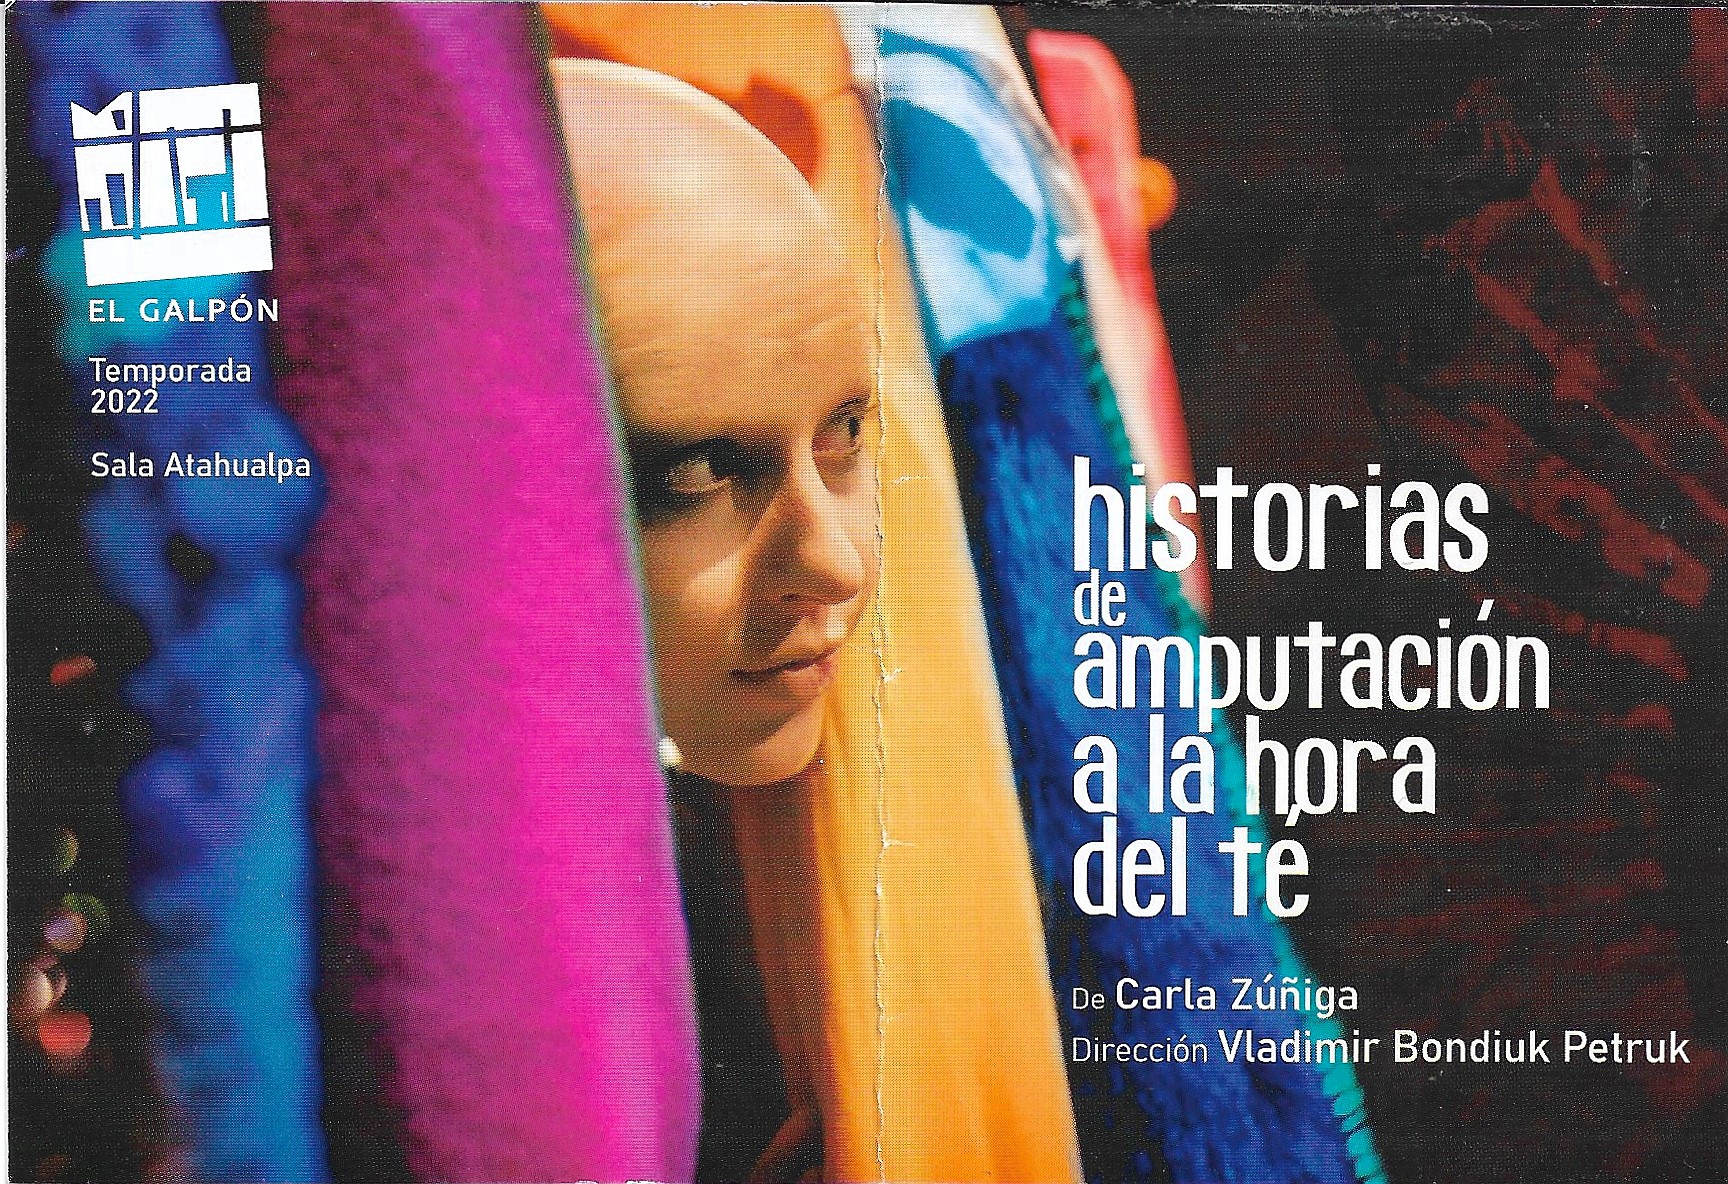 EL GALPÓN
Temporada
2022
Sala Atahualpa
historias
de
amputación
a la hora
del té
De Carla Zúñiga
Dirección Vladimir Bondiuk Petruk